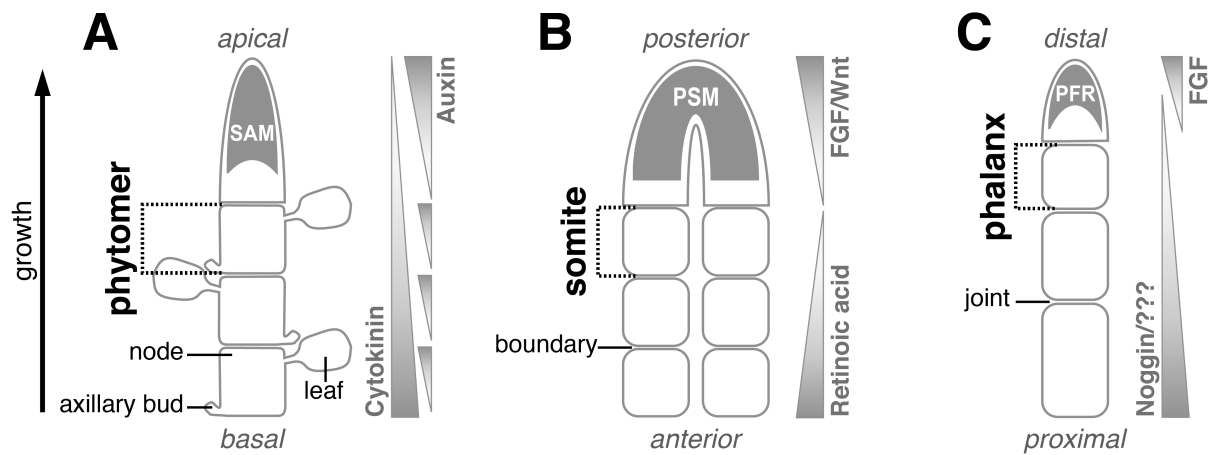 A
apical
SAM
Auxin
growth
phytomer
node
axillary bud
leaf
Cytokinin
basal
B
posterior
PSM
FGF/Wnt
somite
boundary
Retinoic acid
anterior
C
distal
PFR
FGF
phalanx
joint
Noggin/???
proximal